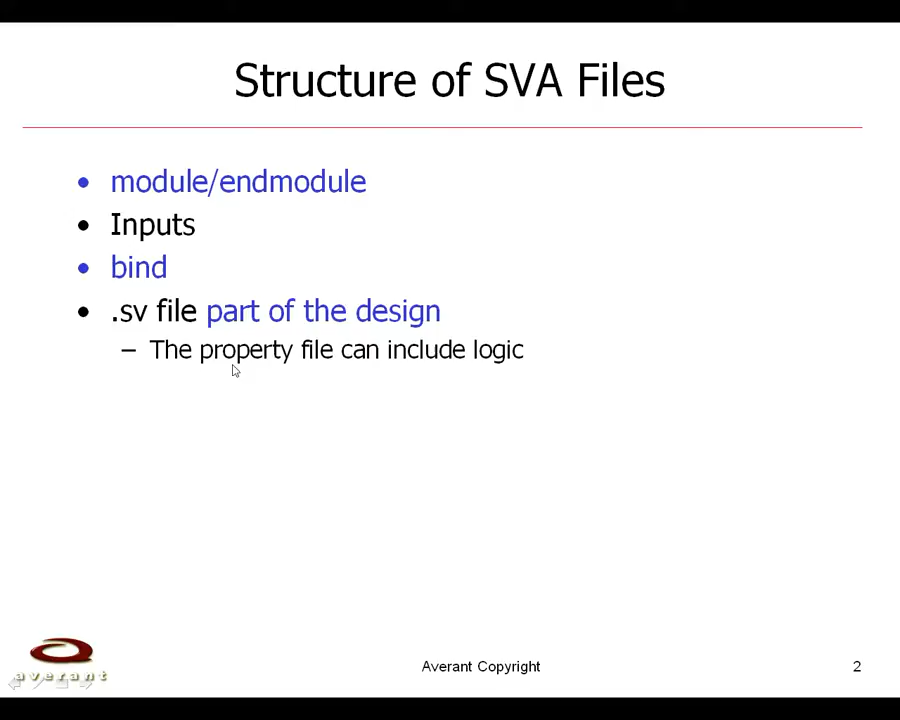 Structure of SVA Files
• module/endmodule
• Inputs
• bind
• .sv file part of the design
– The property file can include logic
averant
Averant Copyright
2